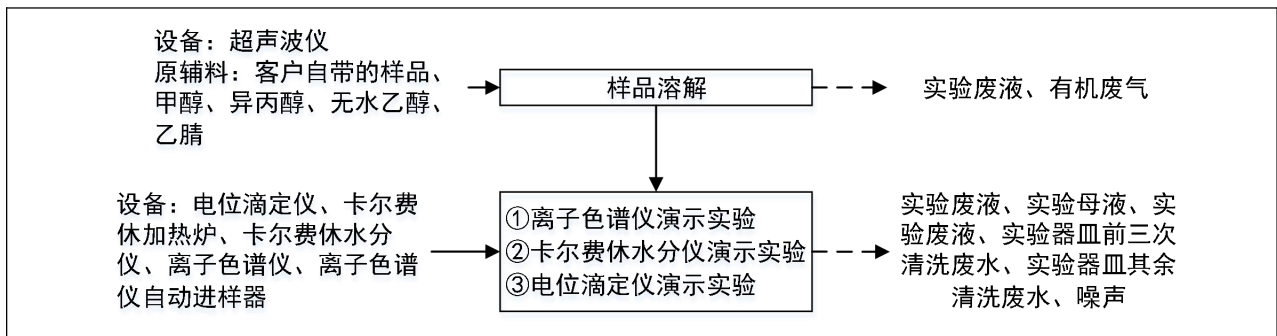 设备：超声波仪
原辅料：客户自带的样品、
甲醇、异丙醇、无水乙醇、
乙腈
样品溶解
实验废液、有机废气
设备：电位滴定仪、卡尔费
休加热炉、卡尔费休水分
仪、离子色谱仪、离子色谱
仪自动进样器
①离子色谱仪演示实验
②卡尔费休水分仪演示实验
③电位滴定仪演示实验
实验废液、实验母液、实
验废液、实验器皿前三次
清洗废水、实验器皿其余
清洗废水、噪声